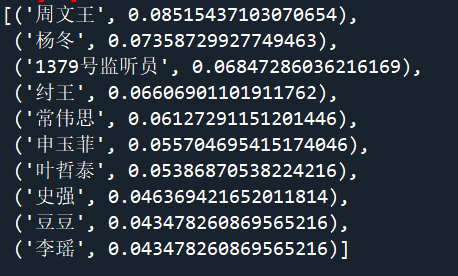 [('周文王', 0.08515437103070654),
('杨冬', 0.07358729927749463),
('1379号监听员', 0.06847286036216169),
('纣王', 0.06606901101911762),
('常伟思', 0.06127291151201446),
('申玉菲', 0.055704695415174046),
('叶哲泰', 0.05386870538224216),
('史强', 0.046369421652011814),
('豆豆', 0.043478260869565216),
('李瑶', 0.043478260869565216)]